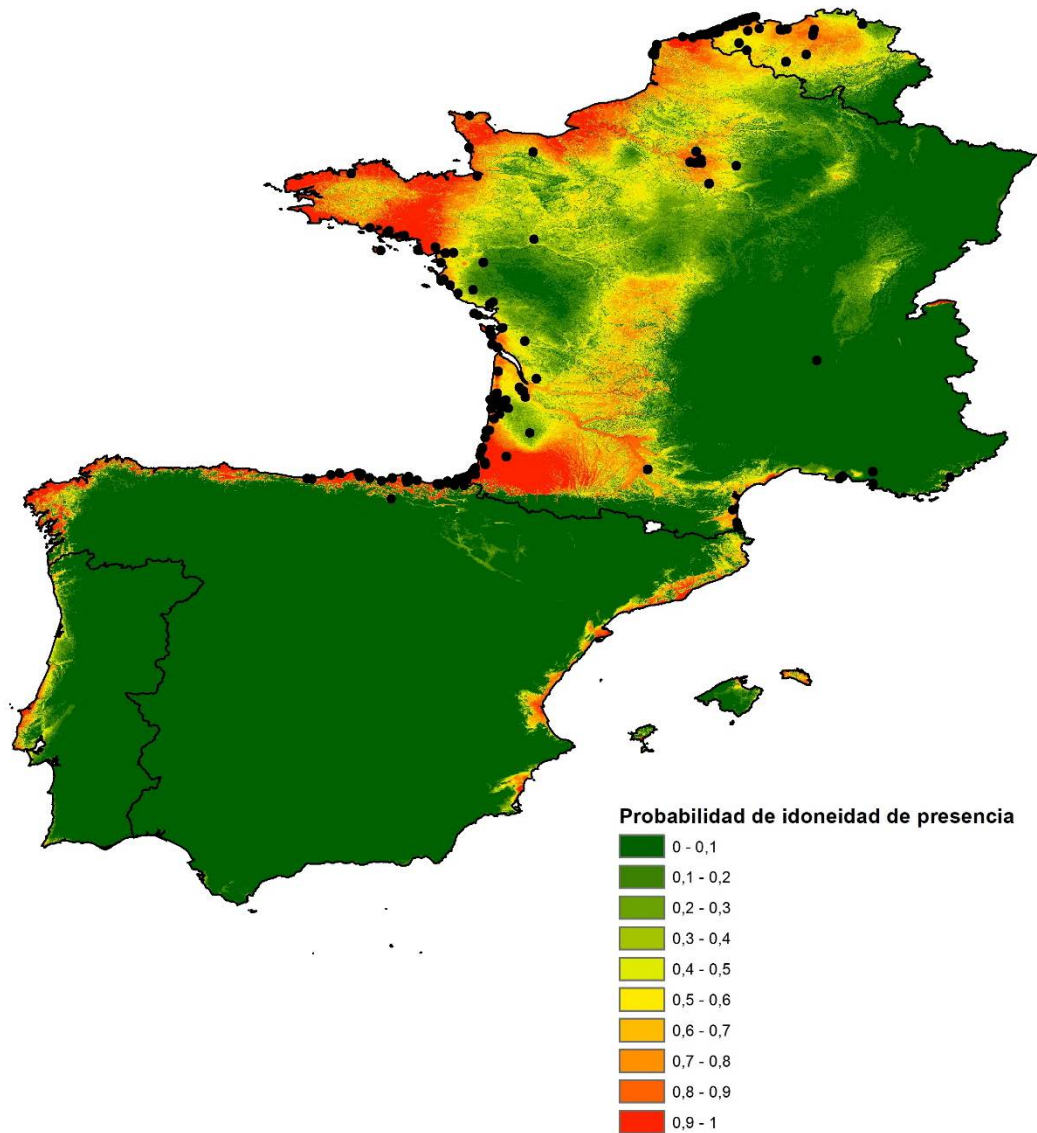 Probabilidad de idoneidad de presencia
0 - 0,1
0,1 - 0,2
0,2 - 0,3
0,3 - 0,4
0,4 - 0,5
0,5 - 0,6
0,6 - 0,7
0,7 - 0,8
0,8 - 0,9
0,9 - 1